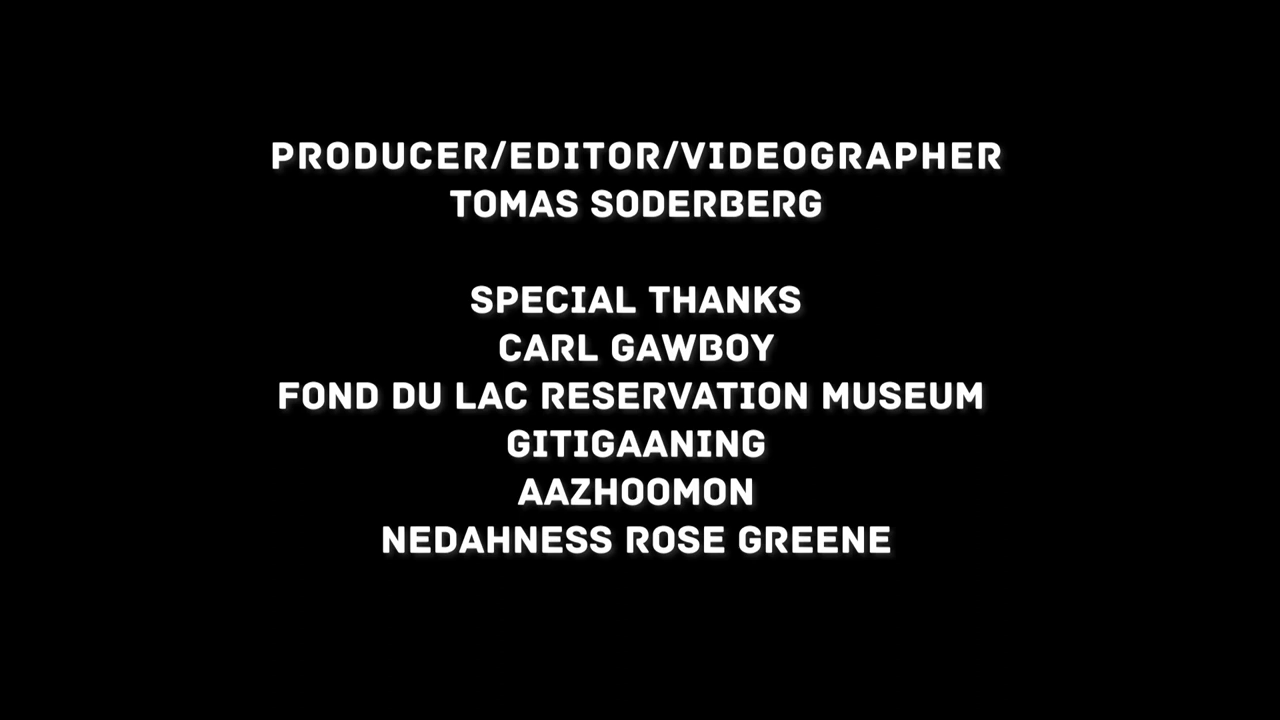 PRODUCER/EDITOR/VIDEOGRAPHER
TOMAS SODERBERG
SPECIAL THANKS
CARL GAWBOY
FOND DU LAC RESERVATION MUSEUM
GITIGAANING
AAZHOOMON
NEDAHNESS ROSE GREENE